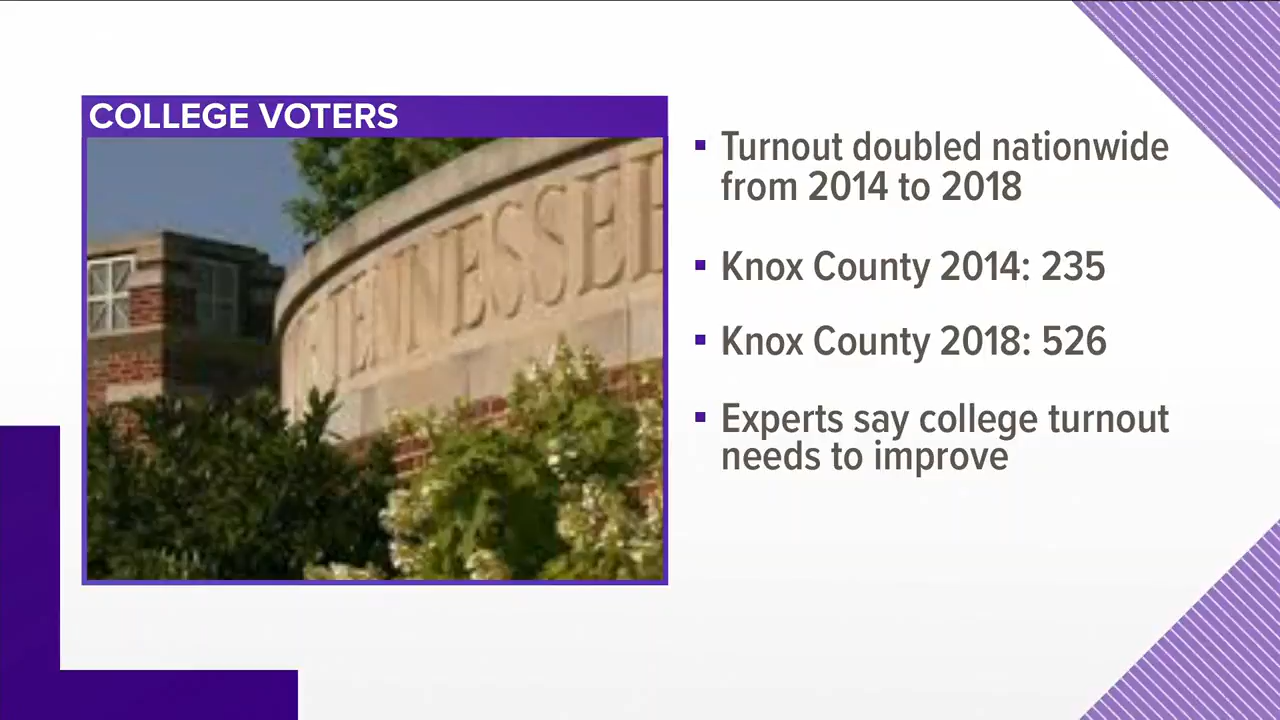 COLLEGE VOTERS
TENNESSEE
Turnout doubled nationwide
from 2014 to 2018
Knox County 2014: 235
Knox County 2018: 526
Experts say college turnout
needs to improve